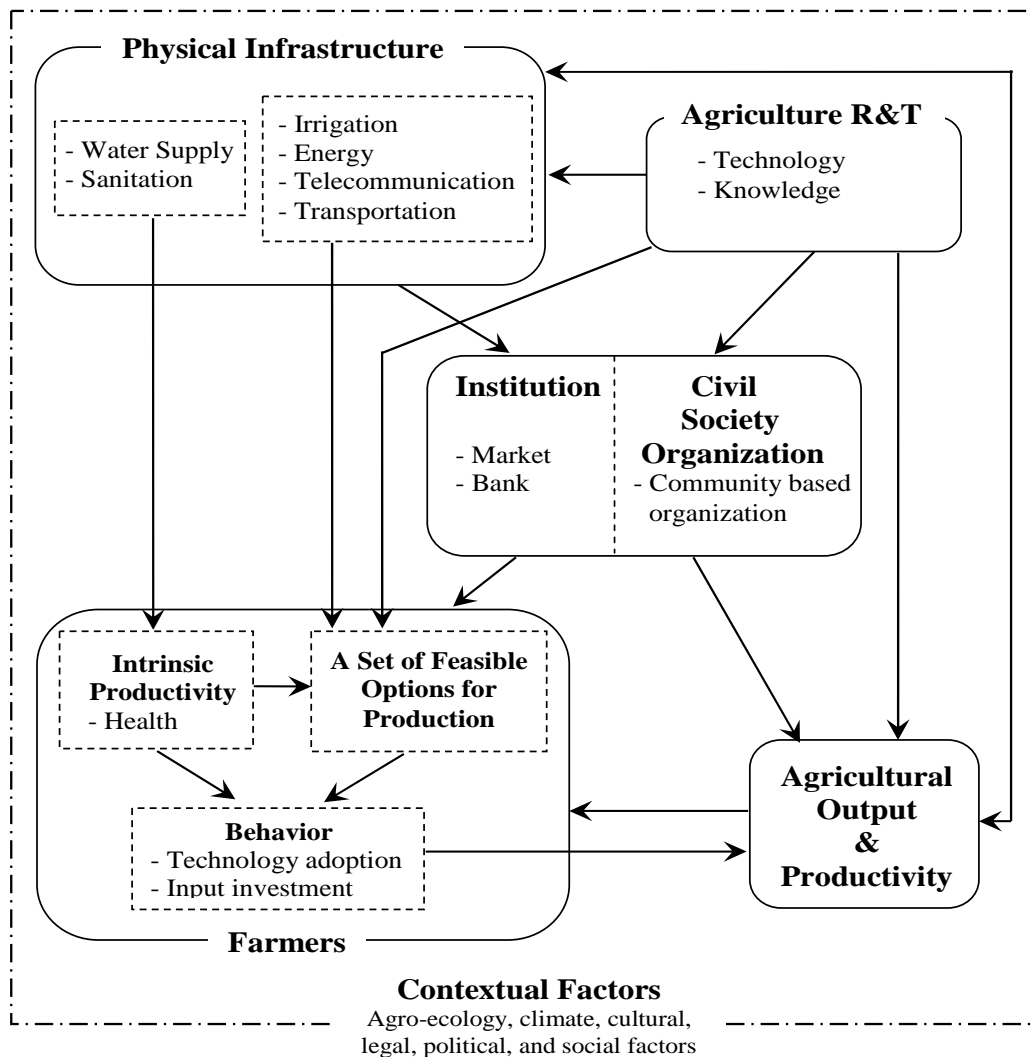 Physical Infrastructure
- Water Supply
- Sanitation
- Irrigation
- Energy
- Telecommunication
- Transportation
Agriculture R&T
- Technology
- Knowledge
Institution
- Market
- Bank
Civil
Society
Organization
- Community based
organization
Intrinsic
Productivity
- Health
A Set of Feasible
Options for
Production
Behavior
- Technology adoption
- Input investment
Farmers
Agricultural
Output
&
Productivity
Contextual Factors
Agro-ecology, climate, cultural,
legal, political, and social factors